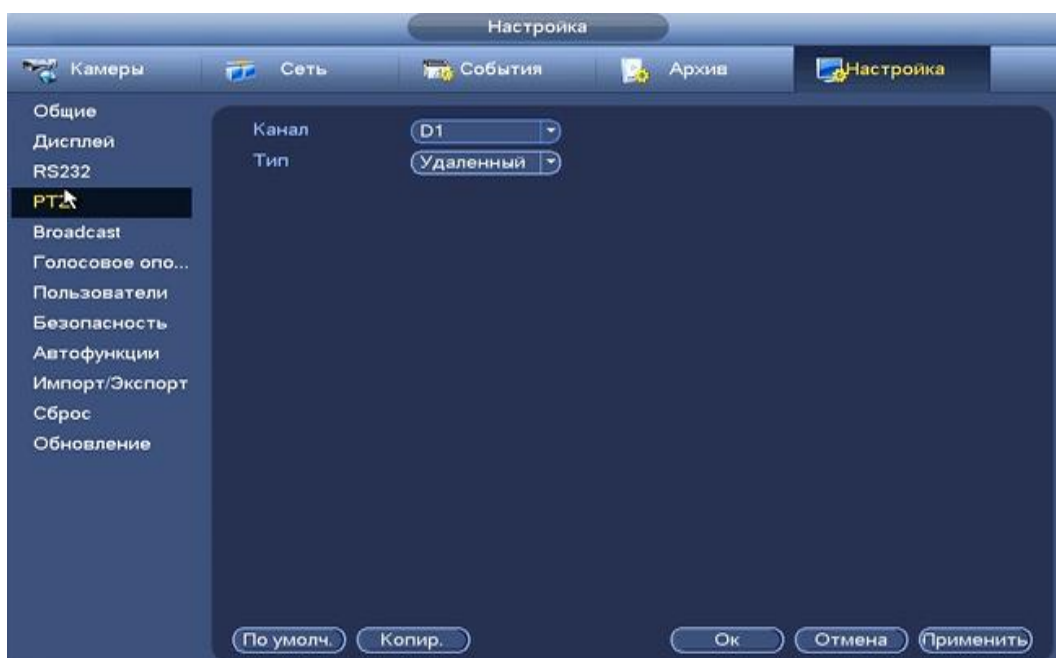 Настройка
Камеры Сеть События Архив Настройка
Общие
Дисплей
RS232
PTZ
Broadcast
Голосовое опо...
Пользователи
Безопасность
Автофункции
Импорт/Экспорт
Сброс
Обновление
Канал D1
Тип Удаленный
По умолч. Копир. Ок Отмена Применить